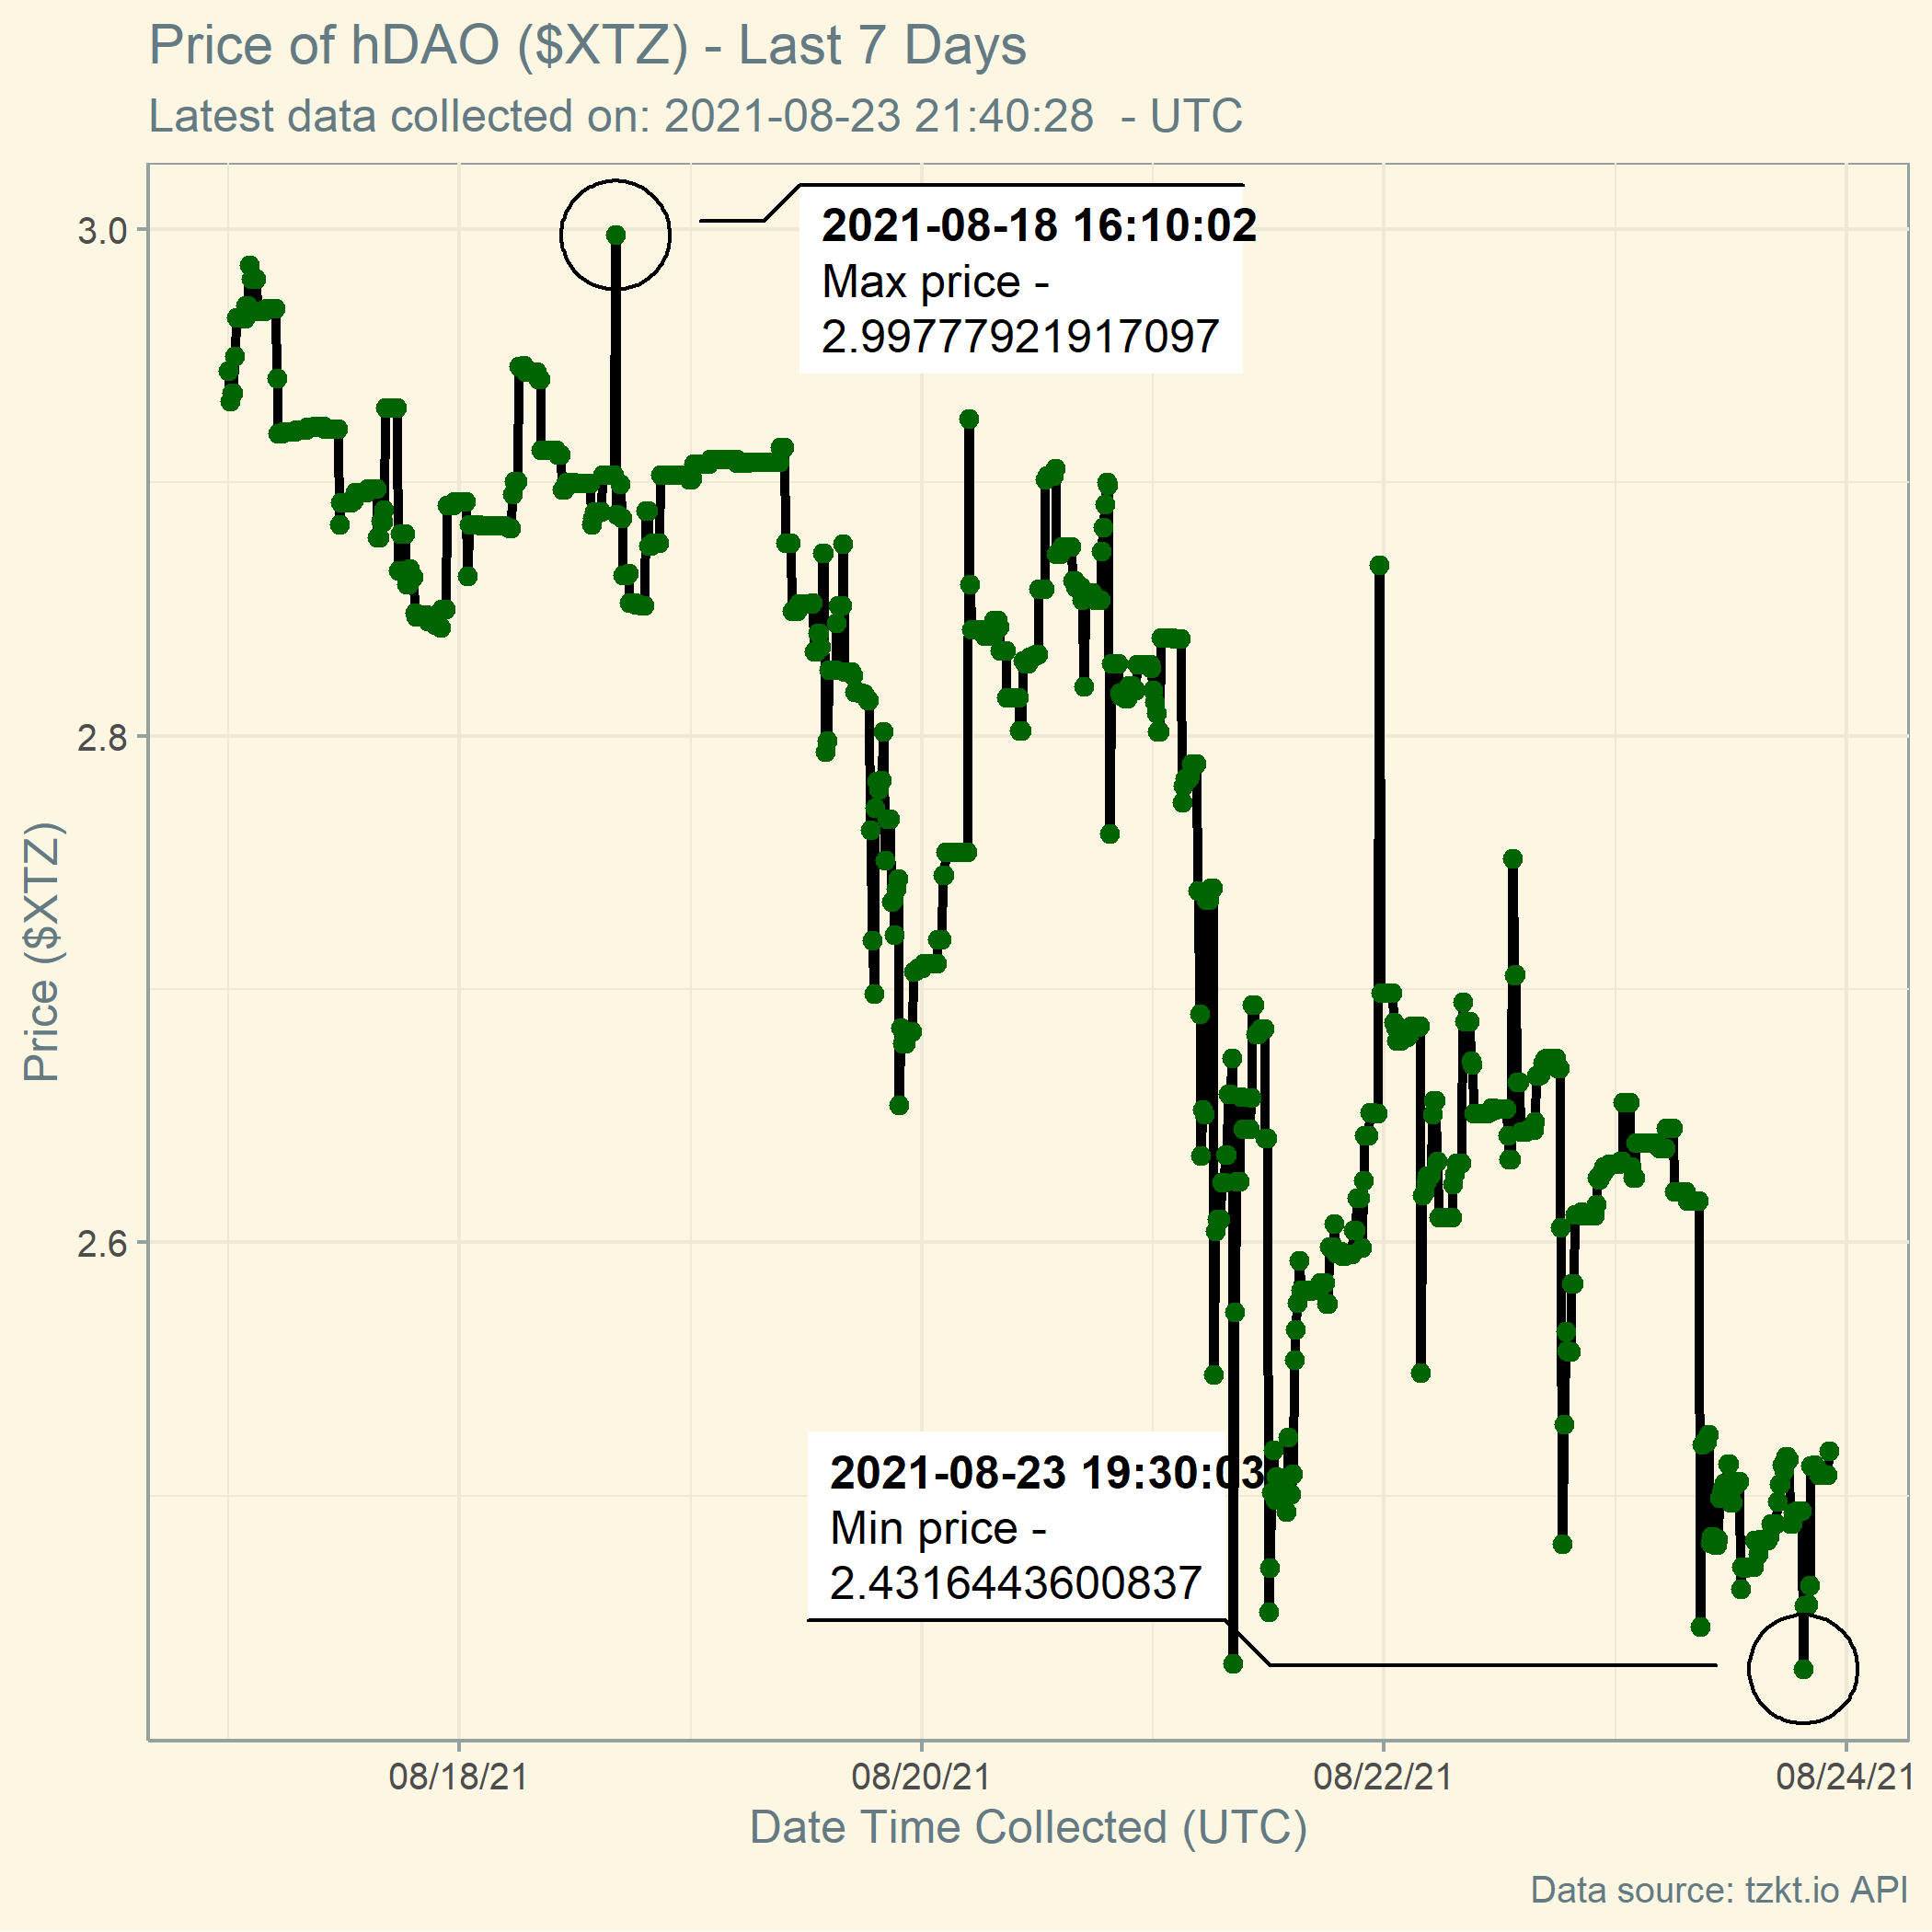 Price of hDAO ($XTZ) - Last 7 Days
Latest data collected on: 2021-08-23 21:40:28  - UTC
2021-08-18 16:10:02
Max price -
2.99777921917097
3.0
2.8
2.6
Price ($XTZ)
2021-08-23 19:30:03
Min price -
2.4316443600837
08/18/21
08/20/21
08/22/21
08/24/21
Date Time Collected (UTC)
Data source: tzkt.io API